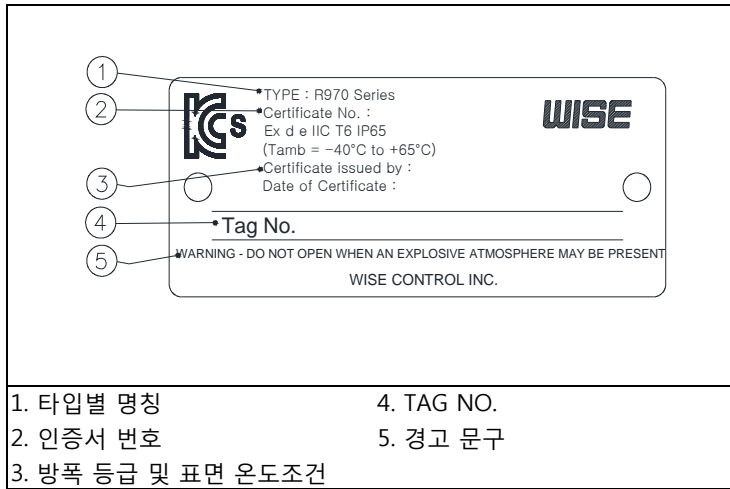 1
2
3
4
5
KCs
WISE
TYPE : R970 Series
Certificate No. :
Ex d e IIC T6 IP65
(Tamb = -40°C to +65°C)
Certificate issued by :
Date of Certificate :
Tag No.
WARNING - DO NOT OPEN WHEN AN EXPLOSIVE ATMOSPHERE MAY BE PRESENT
WISE CONTROL INC.
1. 타입별 명칭
2. 인증서 번호
3. 방폭 등급 및 표면 온도조건
4. TAG NO.
5. 경고 문구